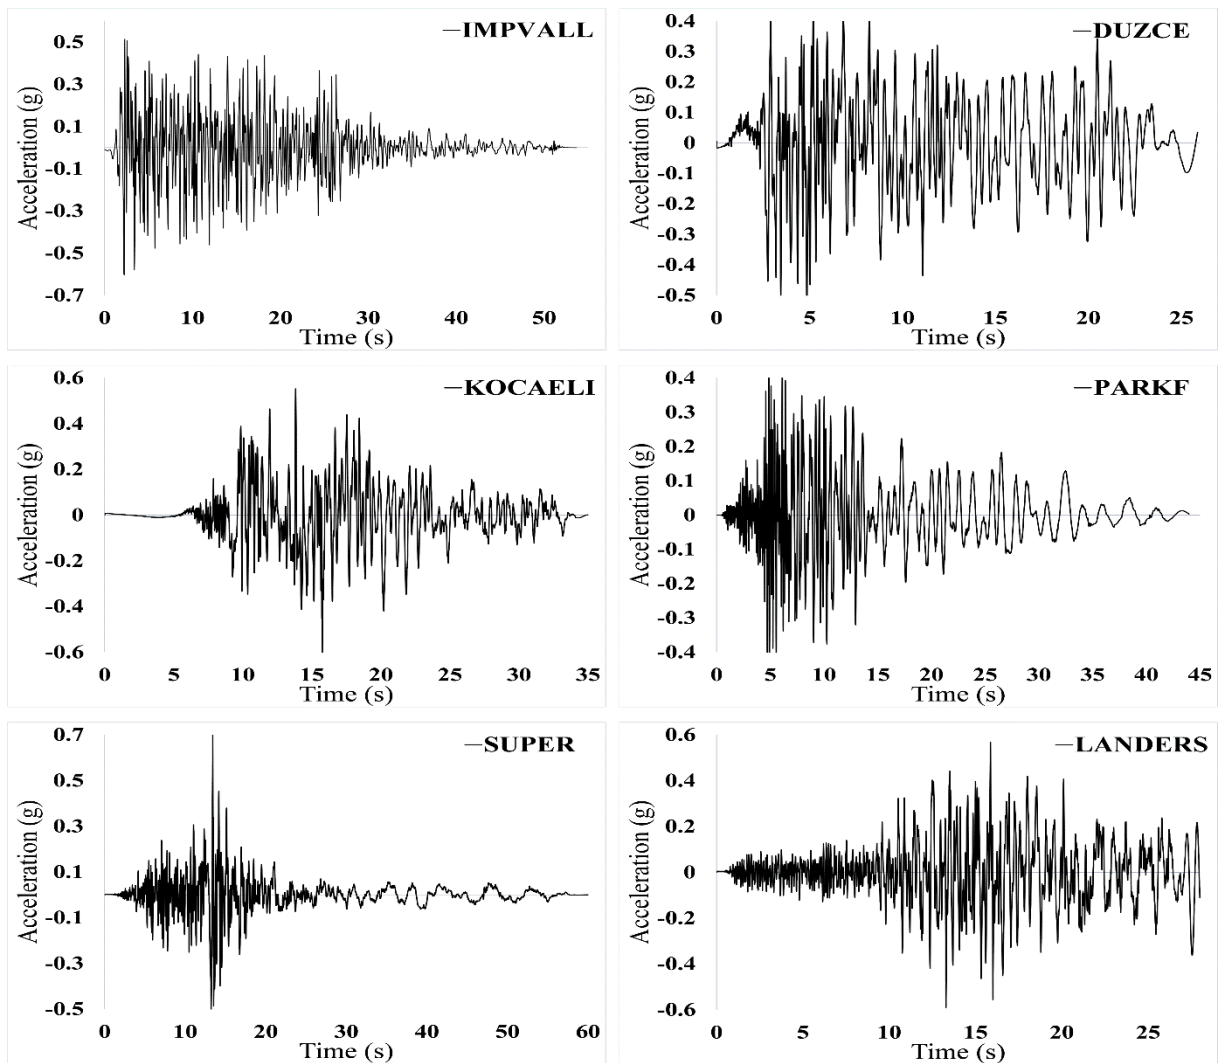 IMPVALL
Acceleration (g)
0.5
0.3
0.1
-0.1
-0.3
-0.5
-0.7
0 10 20 30 40 50
Time (s)
DUZCE
Acceleration (g)
0.4
0.3
0.2
0.1
0
-0.1
-0.2
-0.3
-0.4
-0.5
0 5 10 15 20 25
Time (s)
KOCAELI
Acceleration (g)
0.6
0.4
0.2
0
-0.2
-0.4
-0.6
0 5 10 15 20 25 30 35
Time (s)
PARKF
Acceleration (g)
0.4
0.3
0.2
0.1
0
-0.1
-0.2
-0.3
-0.4
0 5 10 15 20 25 30 35 40 45
Time (s)
SUPER
Acceleration (g)
0.7
0.5
0.3
0.1
-0.1
-0.3
-0.5
0 10 20 30 40 50 60
Time (s)
LANDERS
Acceleration (g)
0.6
0.4
0.2
0
-0.2
-0.4
-0.6
0 5 10 15 20 25
Time (s)